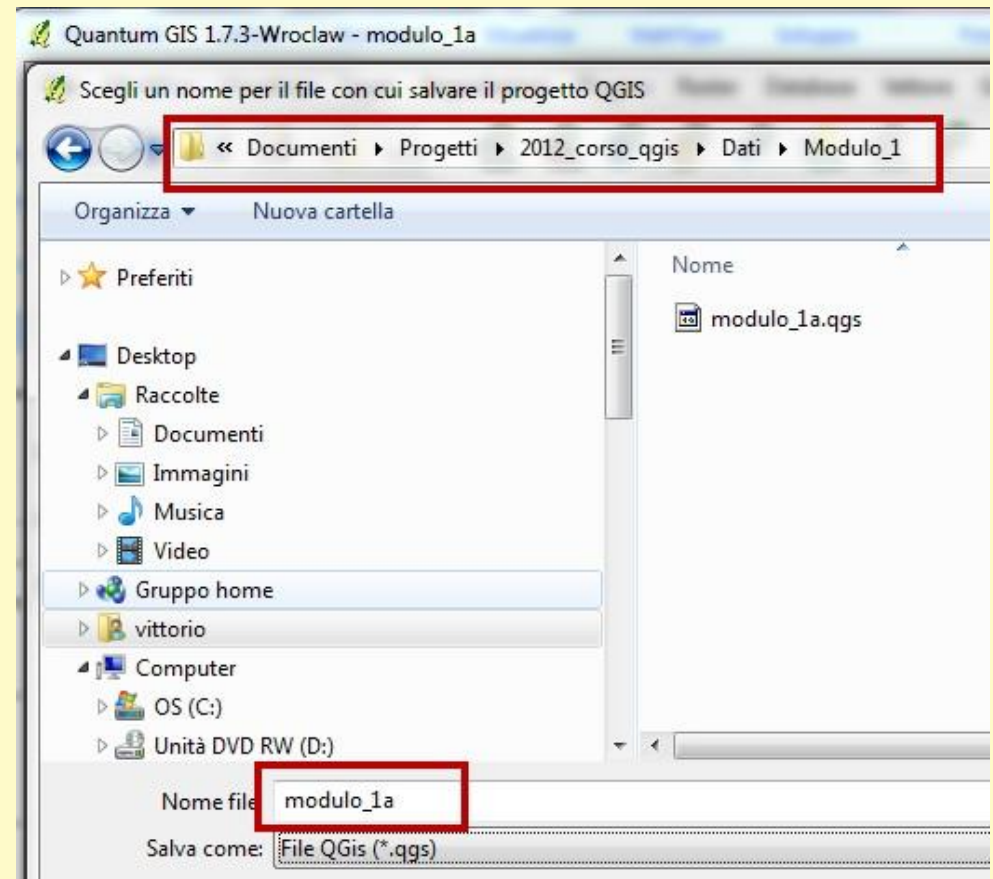 Quantum GIS 1.7.3-Wroclaw - modulo_1a
Scegli un nome per il file con cui salvare il progetto QGIS
« Documenti Progetti 2012_corso_qgis Dati Modulo_1
Organizza Nuova cartella
Preferiti
Desktop
Raccolte
Documenti
Immagini
Musica
Video
Gruppo home
vittorio
Computer
OS (C:)
Unità DVD RW (D:)
Nome
modulo_1a.qgs
Nome file modulo_1a
Salva come: File QGis (*.qgs)